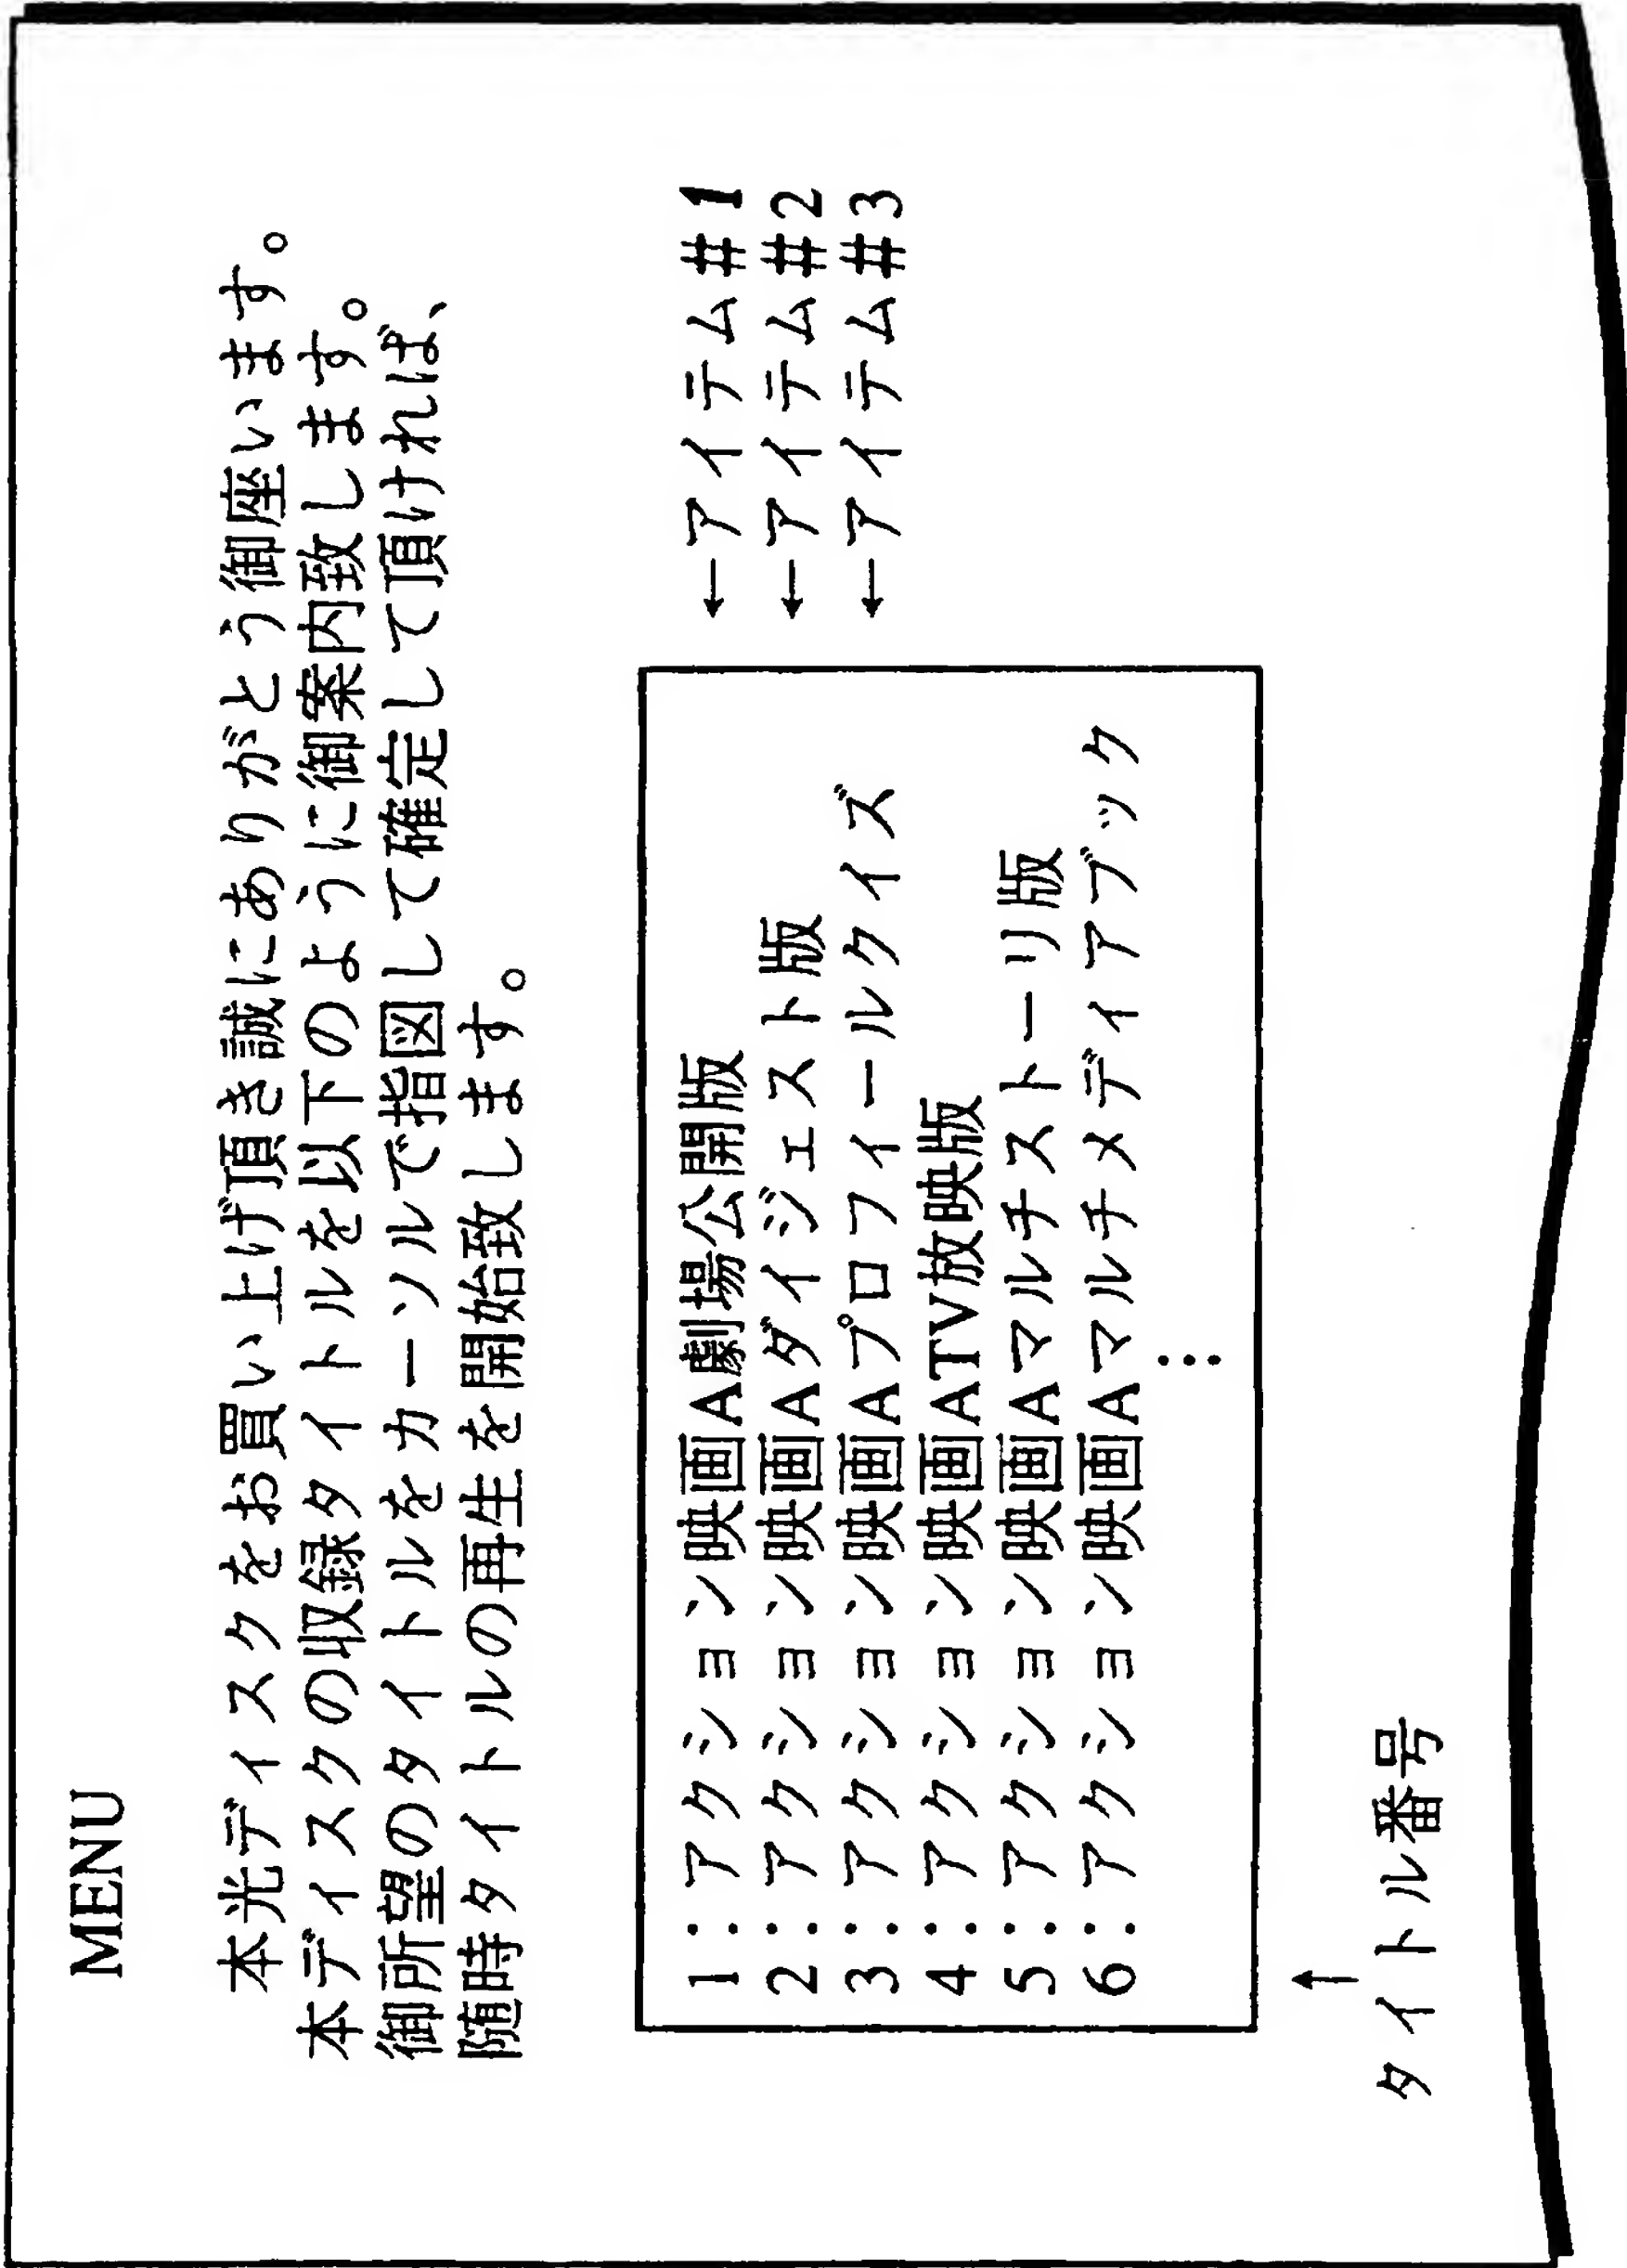 MENU
本光ディスクをお買い上げ頂き誠にありがとう御座います。
本ディスクの収録タイトルを以下のように御案内致します。
御所望のタイトルをカーソルで指図して確定して頂ければ、
随時タイトルの再生を開始致します。
1：アクション映画A劇場公開版 ←アイテム#1
2：アクション映画Aダイジェスト版 ←アイテム#2
3：アクション映画Aプロフィールクイズ ←アイテム#3
4：アクション映画ATV放映版
5：アクション映画Aマルチストーリ版
6：アクション映画Aマルチメディアブック
⋮
↑
タイトル番号